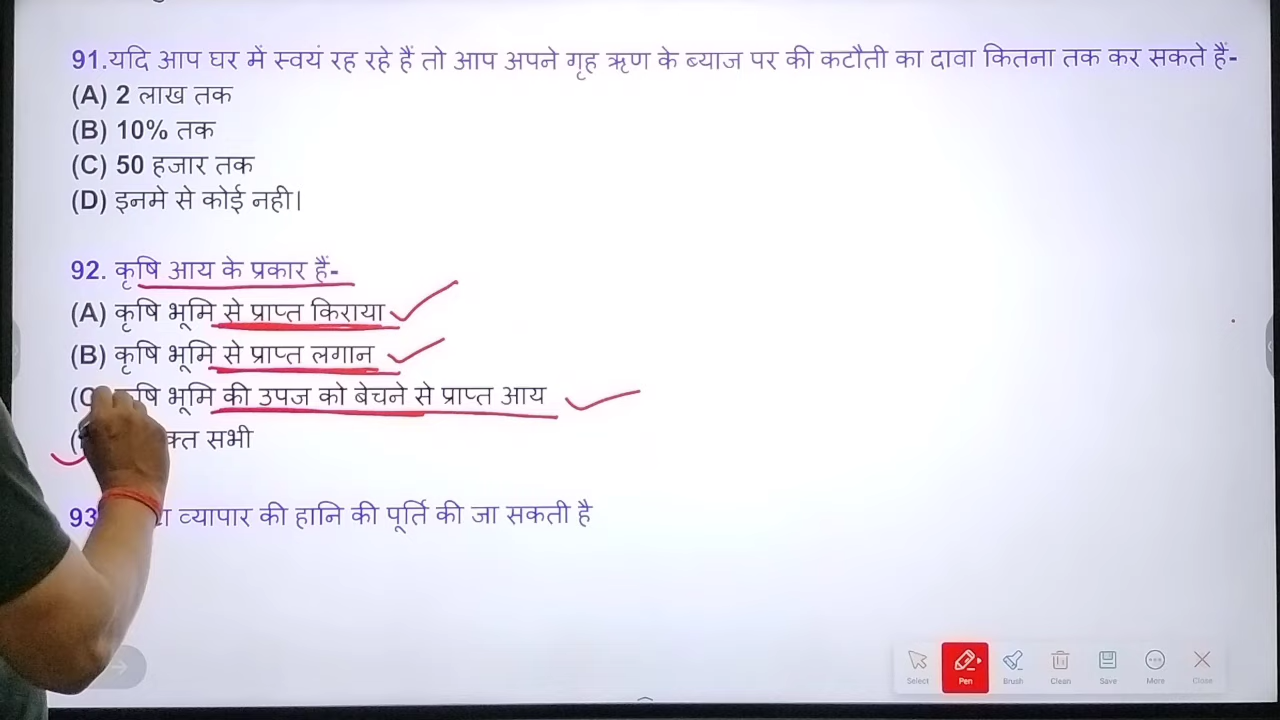 91.यदि आप घर में स्वयं रह रहे हैं तो आप अपने गृह ऋण के ब्याज पर की कटौती का दावा कितना तक कर सकते हैं-
(A) 2 लाख तक
(B) 10% तक
(C) 50 हजार तक
(D) इनमे से कोई नही।
92. कृषि आय के प्रकार हैं-
(A) कृषि भूमि से प्राप्त किराया
(B) कृषि भूमि से प्राप्त लगान
भूमि की उपज को बेचने से प्राप्त आय
सभी
93 व्यापार की हानि की पूर्ति की जा सकती है
Select Pen Brush Clean Save More Close